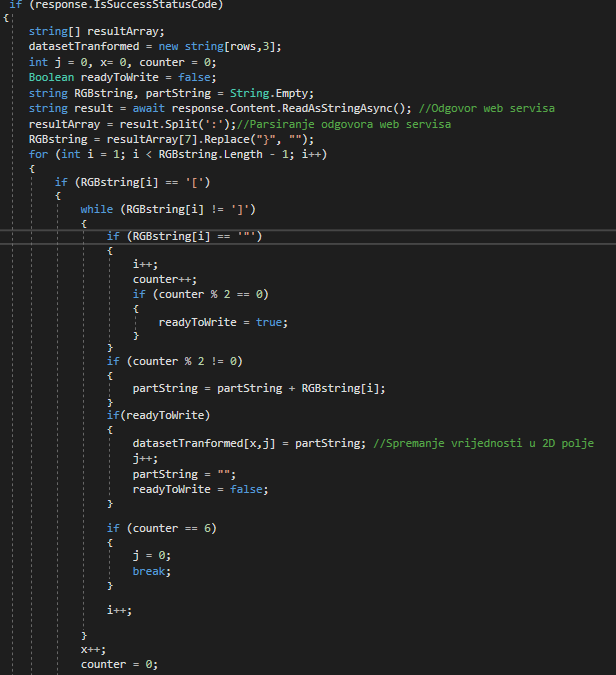 if (response.IsSuccessStatusCode)
{
string[] resultArray;
datasetTranformed = new string[rows,3];
int j = 0, x= 0, counter = 0;
Boolean readyToWrite = false;
string RGBstring, partString = String.Empty;
string result = await response.Content.ReadAsStringAsync(); //Odgovor web servisa
resultArray = result.Split(':');//Parsiranje odgovora web servisa
RGBstring = resultArray[7].Replace("}", "");
for (int i = 1; i < RGBstring.Length - 1; i++)
{
if (RGBstring[i] == '[')
{
while (RGBstring[i] != ']')
{
if (RGBstring[i] == '"')
{
i++;
counter++;
if (counter % 2 == 0)
{
readyToWrite = true;
}
}
if (counter % 2 != 0)
{
partString = partString + RGBstring[i];
}
if(readyToWrite)
{
datasetTranformed[x,j] = partString; //Spremanje vrijednosti u 2D polje
j++;
partString = "";
readyToWrite = false;
}
if (counter == 6)
{
j = 0;
break;
}
i++;
}
x++;
counter = 0;